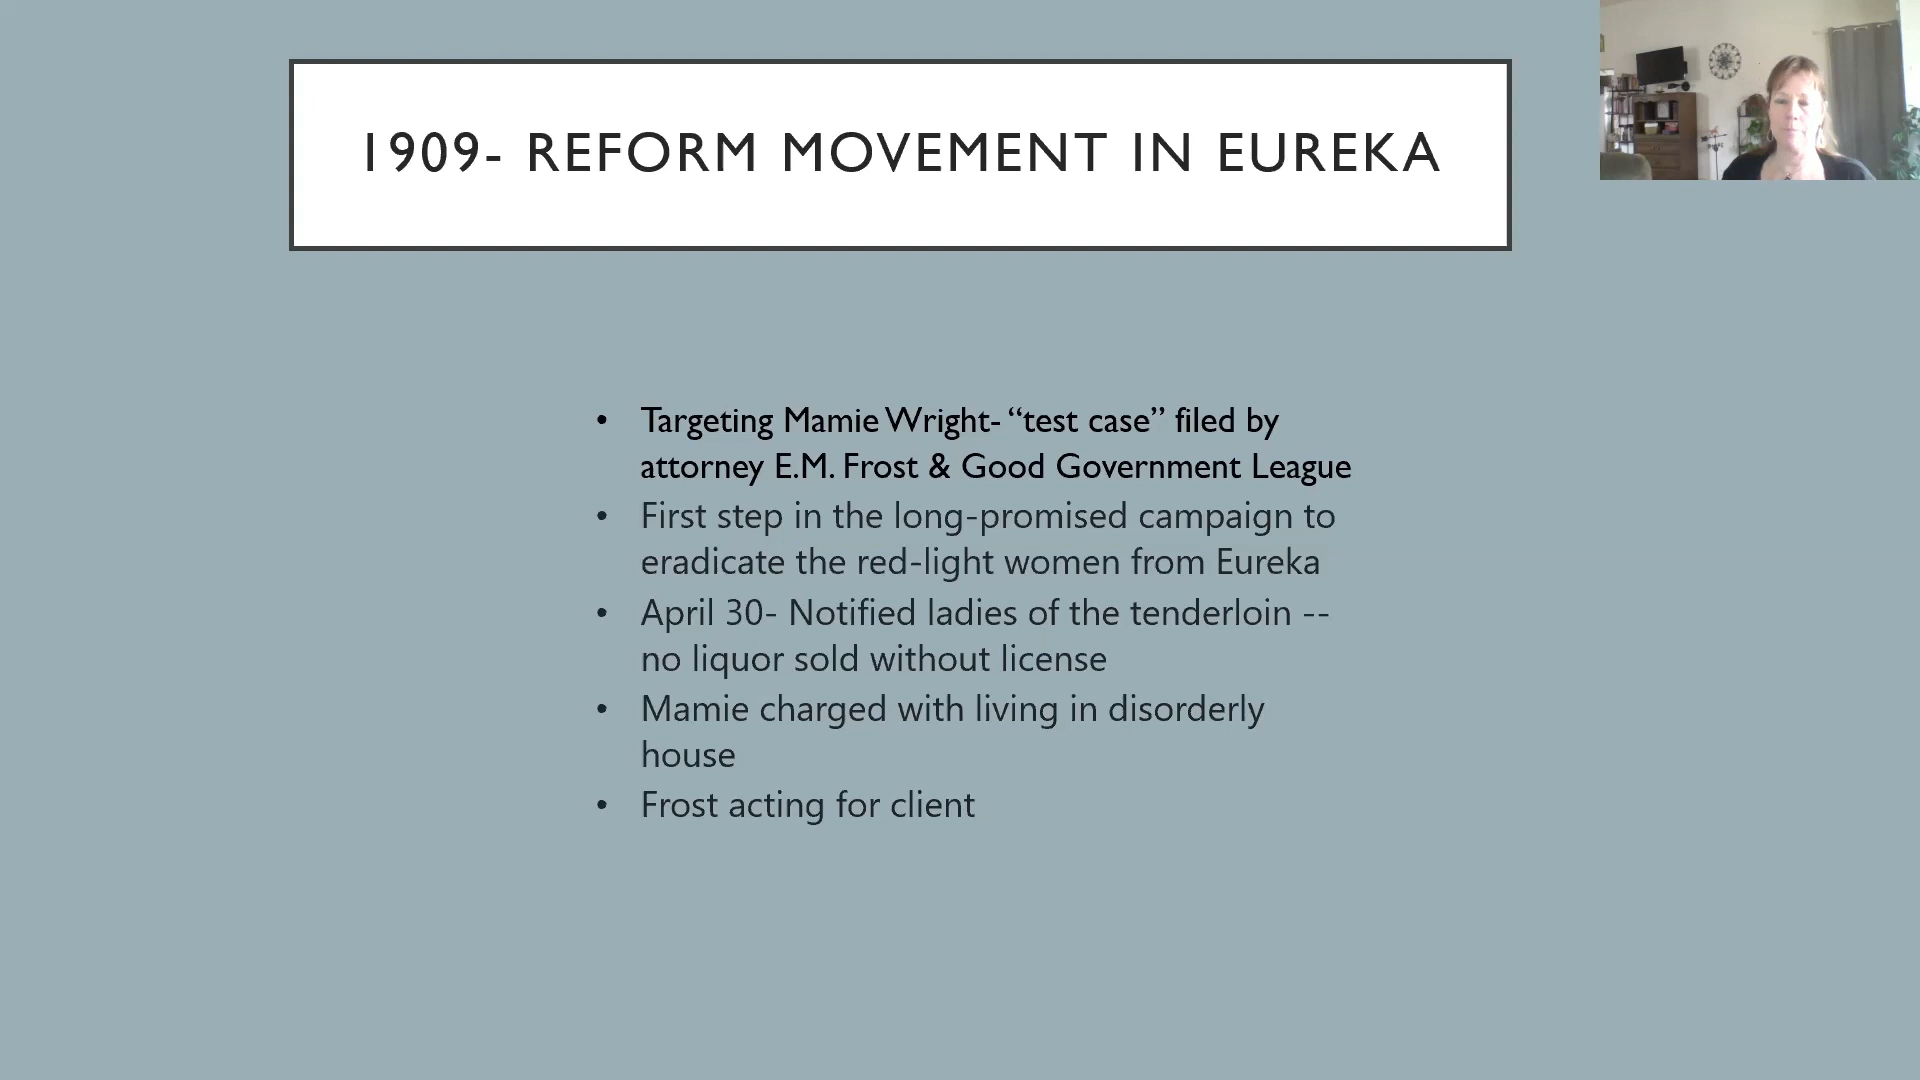 1909- REFORM MOVEMENT IN EUREKA
• Targeting Mamie Wright- “test case” filed by
attorney E.M. Frost & Good Government League
• First step in the long-promised campaign to
eradicate the red-light women from Eureka
• April 30- Notified ladies of the tenderloin --
no liquor sold without license
• Mamie charged with living in disorderly
house
• Frost acting for client